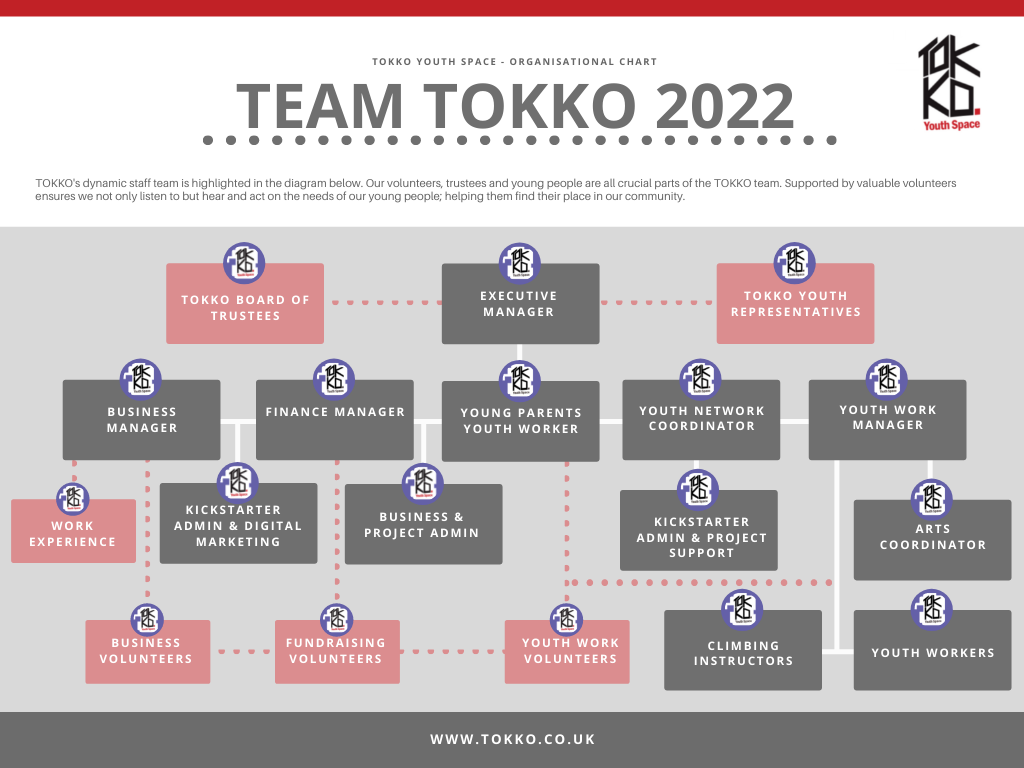 TOKKO YOUTH SPACE - ORGANISATIONAL CHART
TEAM TOKKO 2022
TOKKO.
Youth Space
TOKKO's dynamic staff team is highlighted in the diagram below. Our volunteers, trustees and young people are all crucial parts of the TOKKO team. Supported by valuable volunteers
ensures we not only listen to but hear and act on the needs of our young people; helping them find their place in our community.
TOKKO BOARD OF
TRUSTEES
EXECUTIVE
MANAGER
TOKKO YOUTH
REPRESENTATIVES
BUSINESS
MANAGER
FINANCE MANAGER
YOUNG PARENTS
YOUTH WORKER
YOUTH NETWORK
COORDINATOR
YOUTH WORK
MANAGER
WORK
EXPERIENCE
KICKSTARTER
ADMIN & DIGITAL
MARKETING
BUSINESS &
PROJECT ADMIN
KICKSTARTER
ADMIN & PROJECT
SUPPORT
ARTS
COORDINATOR
BUSINESS
VOLUNTEERS
FUNDRAISING
VOLUNTEERS
YOUTH WORK
VOLUNTEERS
CLIMBING
INSTRUCTORS
YOUTH WORKERS
WWW.TOKKO.CO.UK